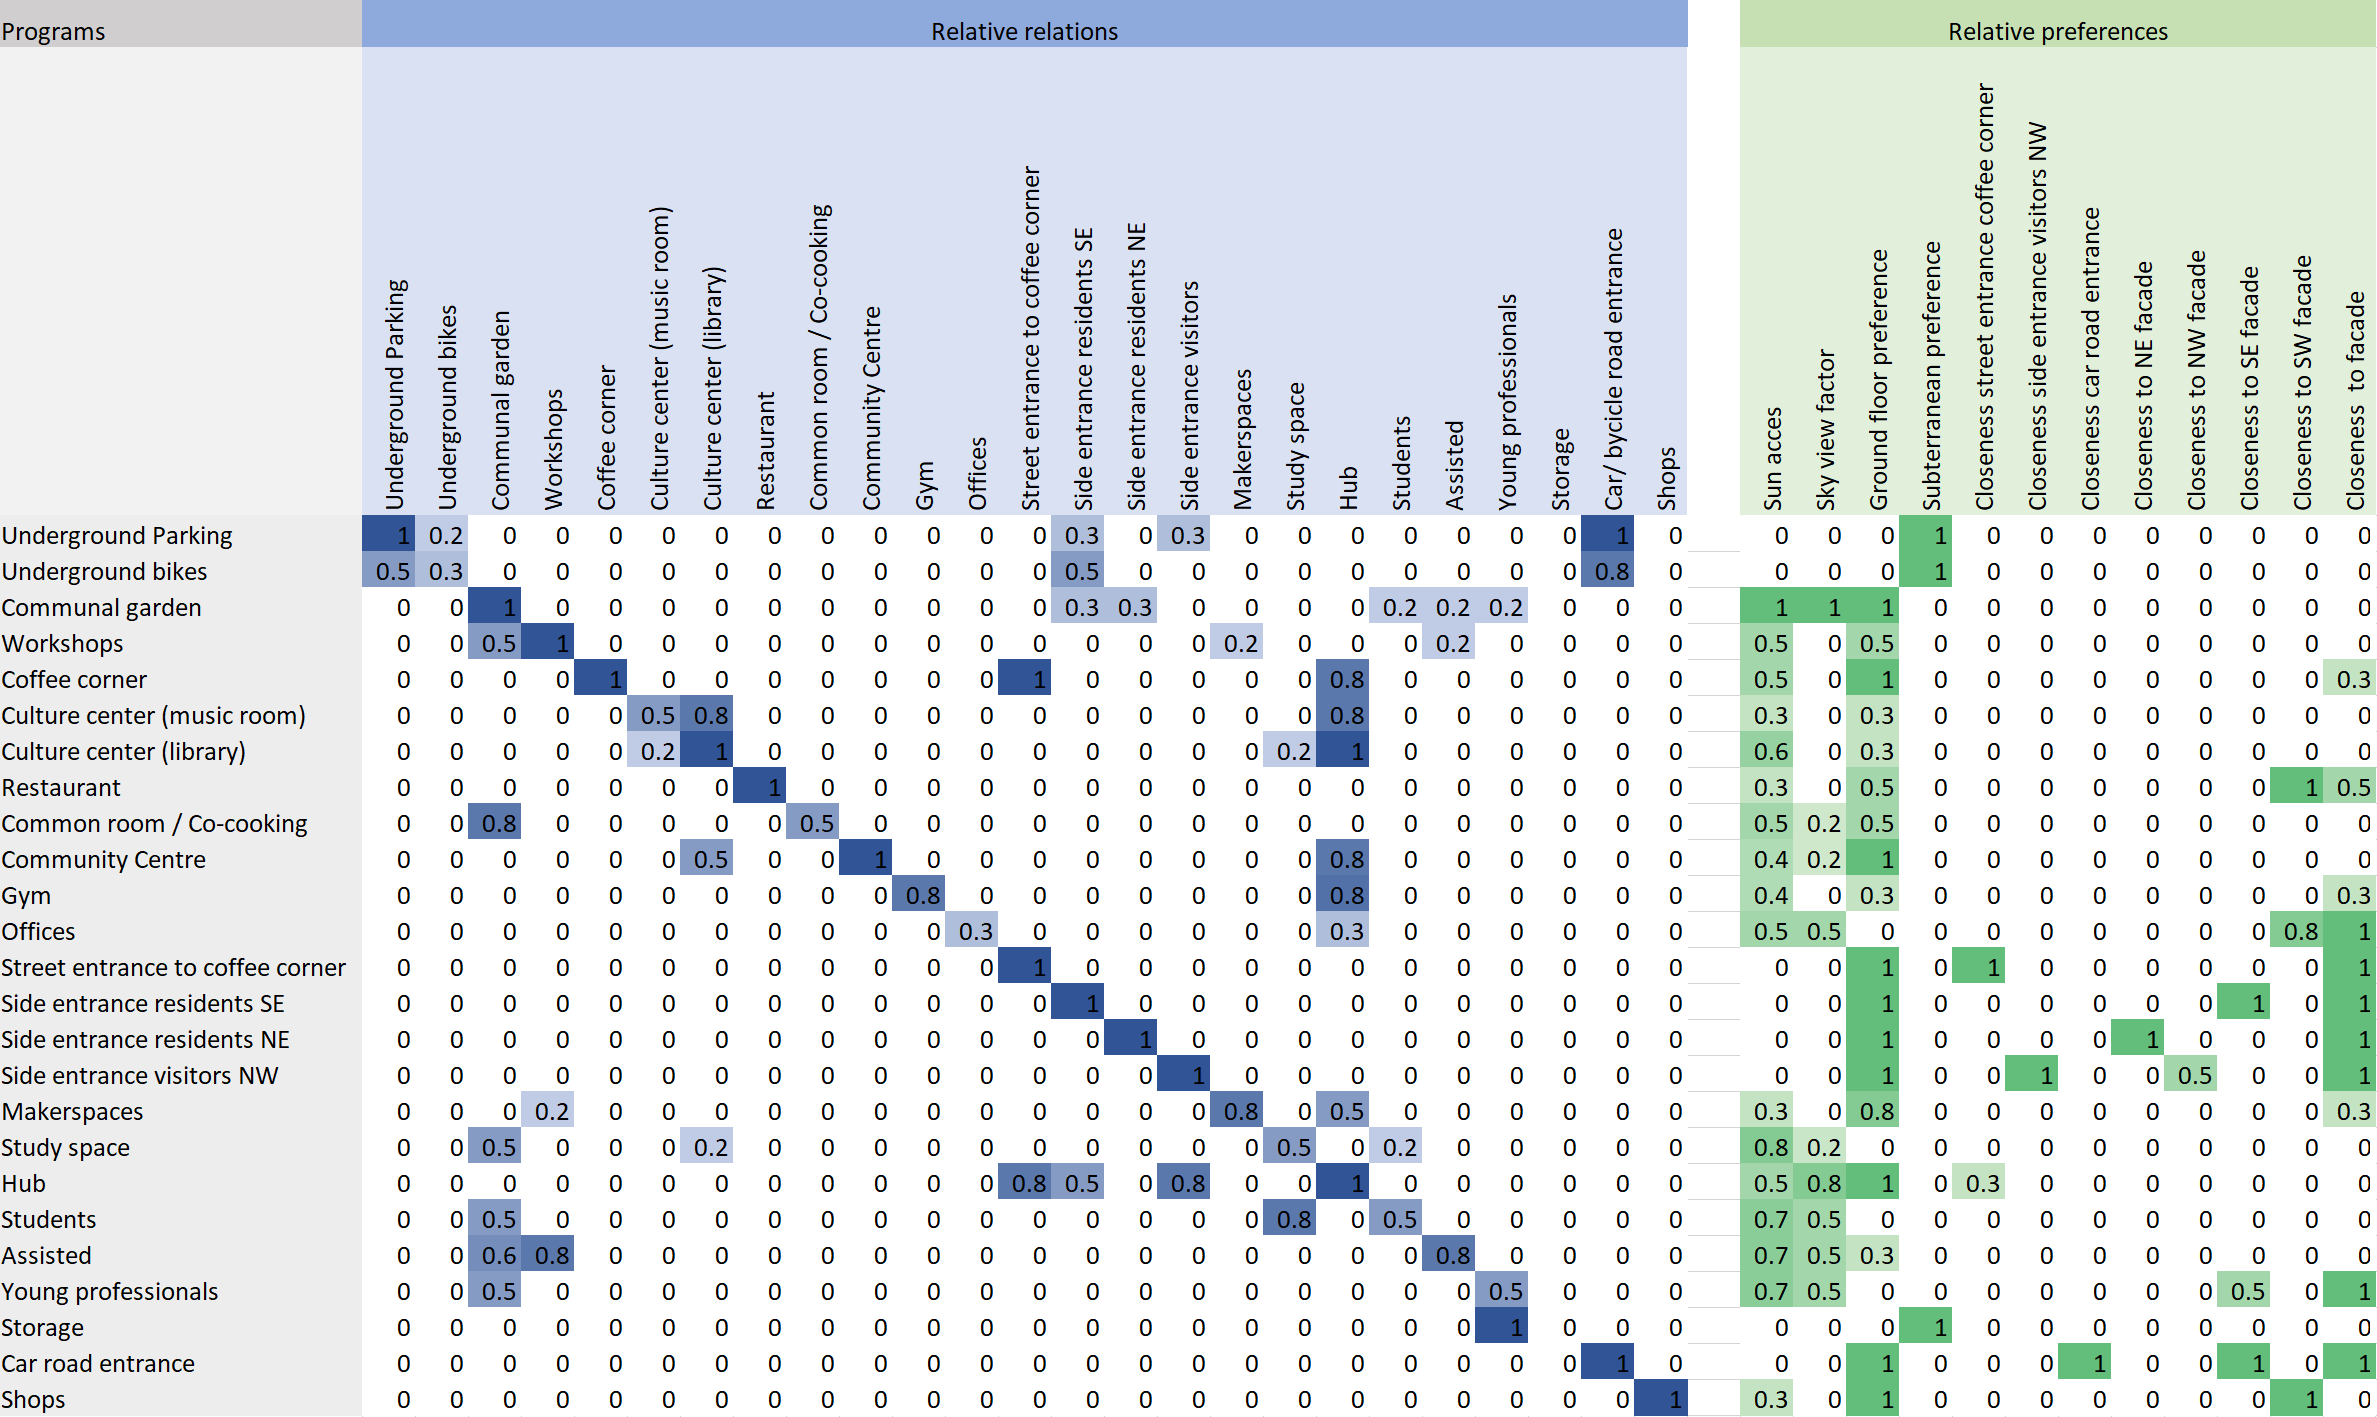 Programs Relative relations Relative preferences
Underground Parking
Underground bikes
Communal garden
Workshops
Coffee corner
Culture center (music room)
Culture center (library)
Restaurant
Common room / Co-cooking
Community Centre
Gym
Offices
Street entrance to coffee corner
Side entrance residents SE
Side entrance residents NE
Side entrance visitors
Makerspaces
Study space
Hub
Students
Assisted
Young professionals
Storage
Car/ bycicle road entrance
Shops
Sun acces
Sky view factor
Ground floor preference
Subterranean preference
Closeness street entrance coffee corner
Closeness side entrance visitors NW
Closeness car road entrance
Closeness to NE facade
Closeness to NW facade
Closeness to SE facade
Closeness to SW facade
Closeness  to facade
Underground Parking 1 0.2 0 0 0 0 0 0 0 0 0 0 0 0.3 0 0.3 0 0 0 0 0 0 0 1 0 0 0 0 1 0 0 0 0 0 0 0 0
Underground bikes 0.5 0.3 0 0 0 0 0 0 0 0 0 0 0 0.5 0 0 0 0 0 0 0 0 0 0.8 0 0 0 0 1 0 0 0 0 0 0 0 0
Communal garden 0 0 1 0 0 0 0 0 0 0 0 0 0 0.3 0.3 0 0 0 0 0.2 0.2 0.2 0 0 0 1 1 1 0 0 0 0 0 0 0 0 0
Workshops 0 0 0.5 1 0 0 0 0 0 0 0 0 0 0 0 0 0.2 0 0 0 0.2 0 0 0 0 0.5 0 0.5 0 0 0 0 0 0 0 0 0
Coffee corner 0 0 0 0 1 0 0 0 0 0 0 0 1 0 0 0 0 0 0.8 0 0 0 0 0 0 0.5 0 1 0 0 0 0 0 0 0 0 0.3
Culture center (music room) 0 0 0 0 0 0.5 0.8 0 0 0 0 0 0 0 0 0 0 0 0.8 0 0 0 0 0 0 0.3 0 0.3 0 0 0 0 0 0 0 0 0
Culture center (library) 0 0 0 0 0 0.2 1 0 0 0 0 0 0 0 0 0 0 0.2 1 0 0 0 0 0 0 0.6 0 0.3 0 0 0 0 0 0 0 0 0
Restaurant 0 0 0 0 0 0 0 1 0 0 0 0 0 0 0 0 0 0 0 0 0 0 0 0 0 0.3 0 0.5 0 0 0 0 0 0 0 1 0.5
Common room / Co-cooking 0 0 0.8 0 0 0 0 0 0.5 0 0 0 0 0 0 0 0 0 0 0 0 0 0 0 0 0.5 0.2 0.5 0 0 0 0 0 0 0 0 0
Community Centre 0 0 0 0 0 0 0.5 0 0 1 0 0 0 0 0 0 0 0 0.8 0 0 0 0 0 0 0.4 0.2 1 0 0 0 0 0 0 0 0 0
Gym 0 0 0 0 0 0 0 0 0 0 0.8 0 0 0 0 0 0 0 0.8 0 0 0 0 0 0 0.4 0 0.3 0 0 0 0 0 0 0 0 0.3
Offices 0 0 0 0 0 0 0 0 0 0 0 0.3 0 0 0 0 0 0 0.3 0 0 0 0 0 0 0.5 0.5 0 0 0 0 0 0 0 0 0.8 1
Street entrance to coffee corner 0 0 0 0 0 0 0 0 0 0 0 0 1 0 0 0 0 0 0 0 0 0 0 0 0 0 0 1 0 1 0 0 0 0 0 0 1
Side entrance residents SE 0 0 0 0 0 0 0 0 0 0 0 0 0 1 0 0 0 0 0 0 0 0 0 0 0 0 0 1 0 0 0 0 0 0 1 0 1
Side entrance residents NE 0 0 0 0 0 0 0 0 0 0 0 0 0 0 1 0 0 0 0 0 0 0 0 0 0 0 0 1 0 0 0 0 1 0 0 0 1
Side entrance visitors NW 0 0 0 0 0 0 0 0 0 0 0 0 0 0 0 1 0 0 0 0 0 0 0 0 0 0 0 1 0 0 1 0 0 0.5 0 0 1
Makerspaces 0 0 0 0.2 0 0 0 0 0 0 0 0 0 0 0 0 0.8 0 0.5 0 0 0 0 0 0 0.3 0 0.8 0 0 0 0 0 0 0 0 0.3
Study space 0 0 0.5 0 0 0 0.2 0 0 0 0 0 0 0 0 0 0 0.5 0 0.2 0 0 0 0 0 0.8 0.2 0 0 0 0 0 0 0 0 0 0
Hub 0 0 0 0 0 0 0 0 0 0 0 0 0.8 0.5 0 0.8 0 0 1 0 0 0 0 0 0 0.5 0.8 1 0 0.3 0 0 0 0 0 0 0
Students 0 0 0.5 0 0 0 0 0 0 0 0 0 0 0 0 0 0 0.8 0 0.5 0 0 0 0 0 0.7 0.5 0 0 0 0 0 0 0 0 0 0
Assisted 0 0 0.6 0.8 0 0 0 0 0 0 0 0 0 0 0 0 0 0 0 0 0.8 0 0 0 0 0.7 0.5 0.3 0 0 0 0 0 0 0 0 0
Young professionals 0 0 0.5 0 0 0 0 0 0 0 0 0 0 0 0 0 0 0 0 0 0 0.5 0 0 0 0.7 0.5 0 0 0 0 0 0 0 0.5 0 1
Storage 0 0 0 0 0 0 0 0 0 0 0 0 0 0 0 0 0 0 0 0 0 1 0 0 0 0 0 0 1 0 0 0 0 0 0 0 0
Car road entrance 0 0 0 0 0 0 0 0 0 0 0 0 0 0 0 0 0 0 0 0 0 0 0 1 0 0 0 1 0 0 0 1 0 0 1 0 1
Shops 0 0 0 0 0 0 0 0 0 0 0 0 0 0 0 0 0 0 0 0 0 0 0 0 1 0.3 0 1 0 0 0 0 0 0 0 1 0